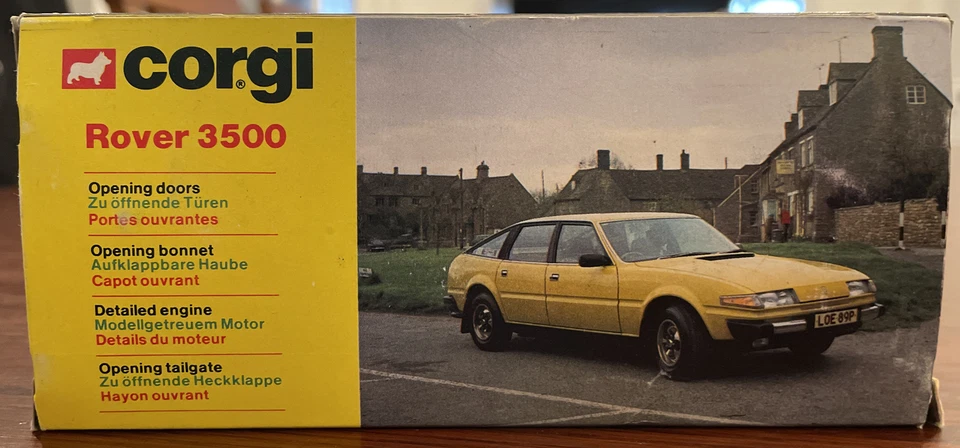 corgi®
Rover 3500
Opening doors
Zu öffnende Türen
Portes ouvrantes
Opening bonnet
Aufklappbare Haube
Capot ouvrant
Detailed engine
Modellgetreuem Motor
Details du moteur
Opening tailgate
Zu öffnende Heckklappe
Hayon ouvrant
LOE 89P